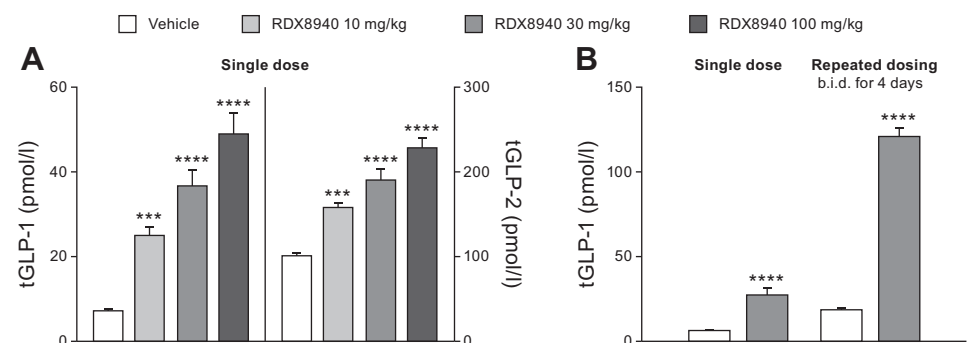 Vehicle RDX8940 10 mg/kg RDX8940 30 mg/kg RDX8940 100 mg/kg
A
Single dose
tGLP-1 (pmol/l)
60
40
20
0
***
****
****
***
****
****
300
200
100
0
tGLP-2 (pmol/l)
B
Single dose
Repeated dosing
b.i.d. for 4 days
tGLP-1 (pmol/l)
150
100
50
0
****
****